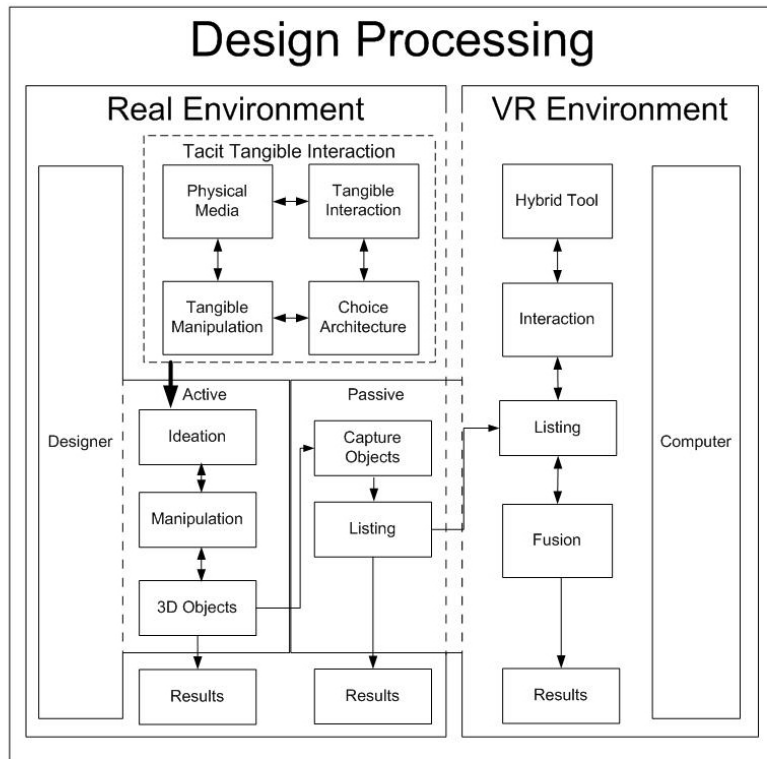 Design Processing
Real Environment
VR Environment
Tacit Tangible Interaction
Physical
Media
Tangible
Interaction
Tangible
Manipulation
Choice
Architecture
Designer
Active
Ideation
Manipulation
3D Objects
Results
Passive
Capture
Objects
Listing
Results
Hybrid Tool
Interaction
Listing
Fusion
Results
Computer